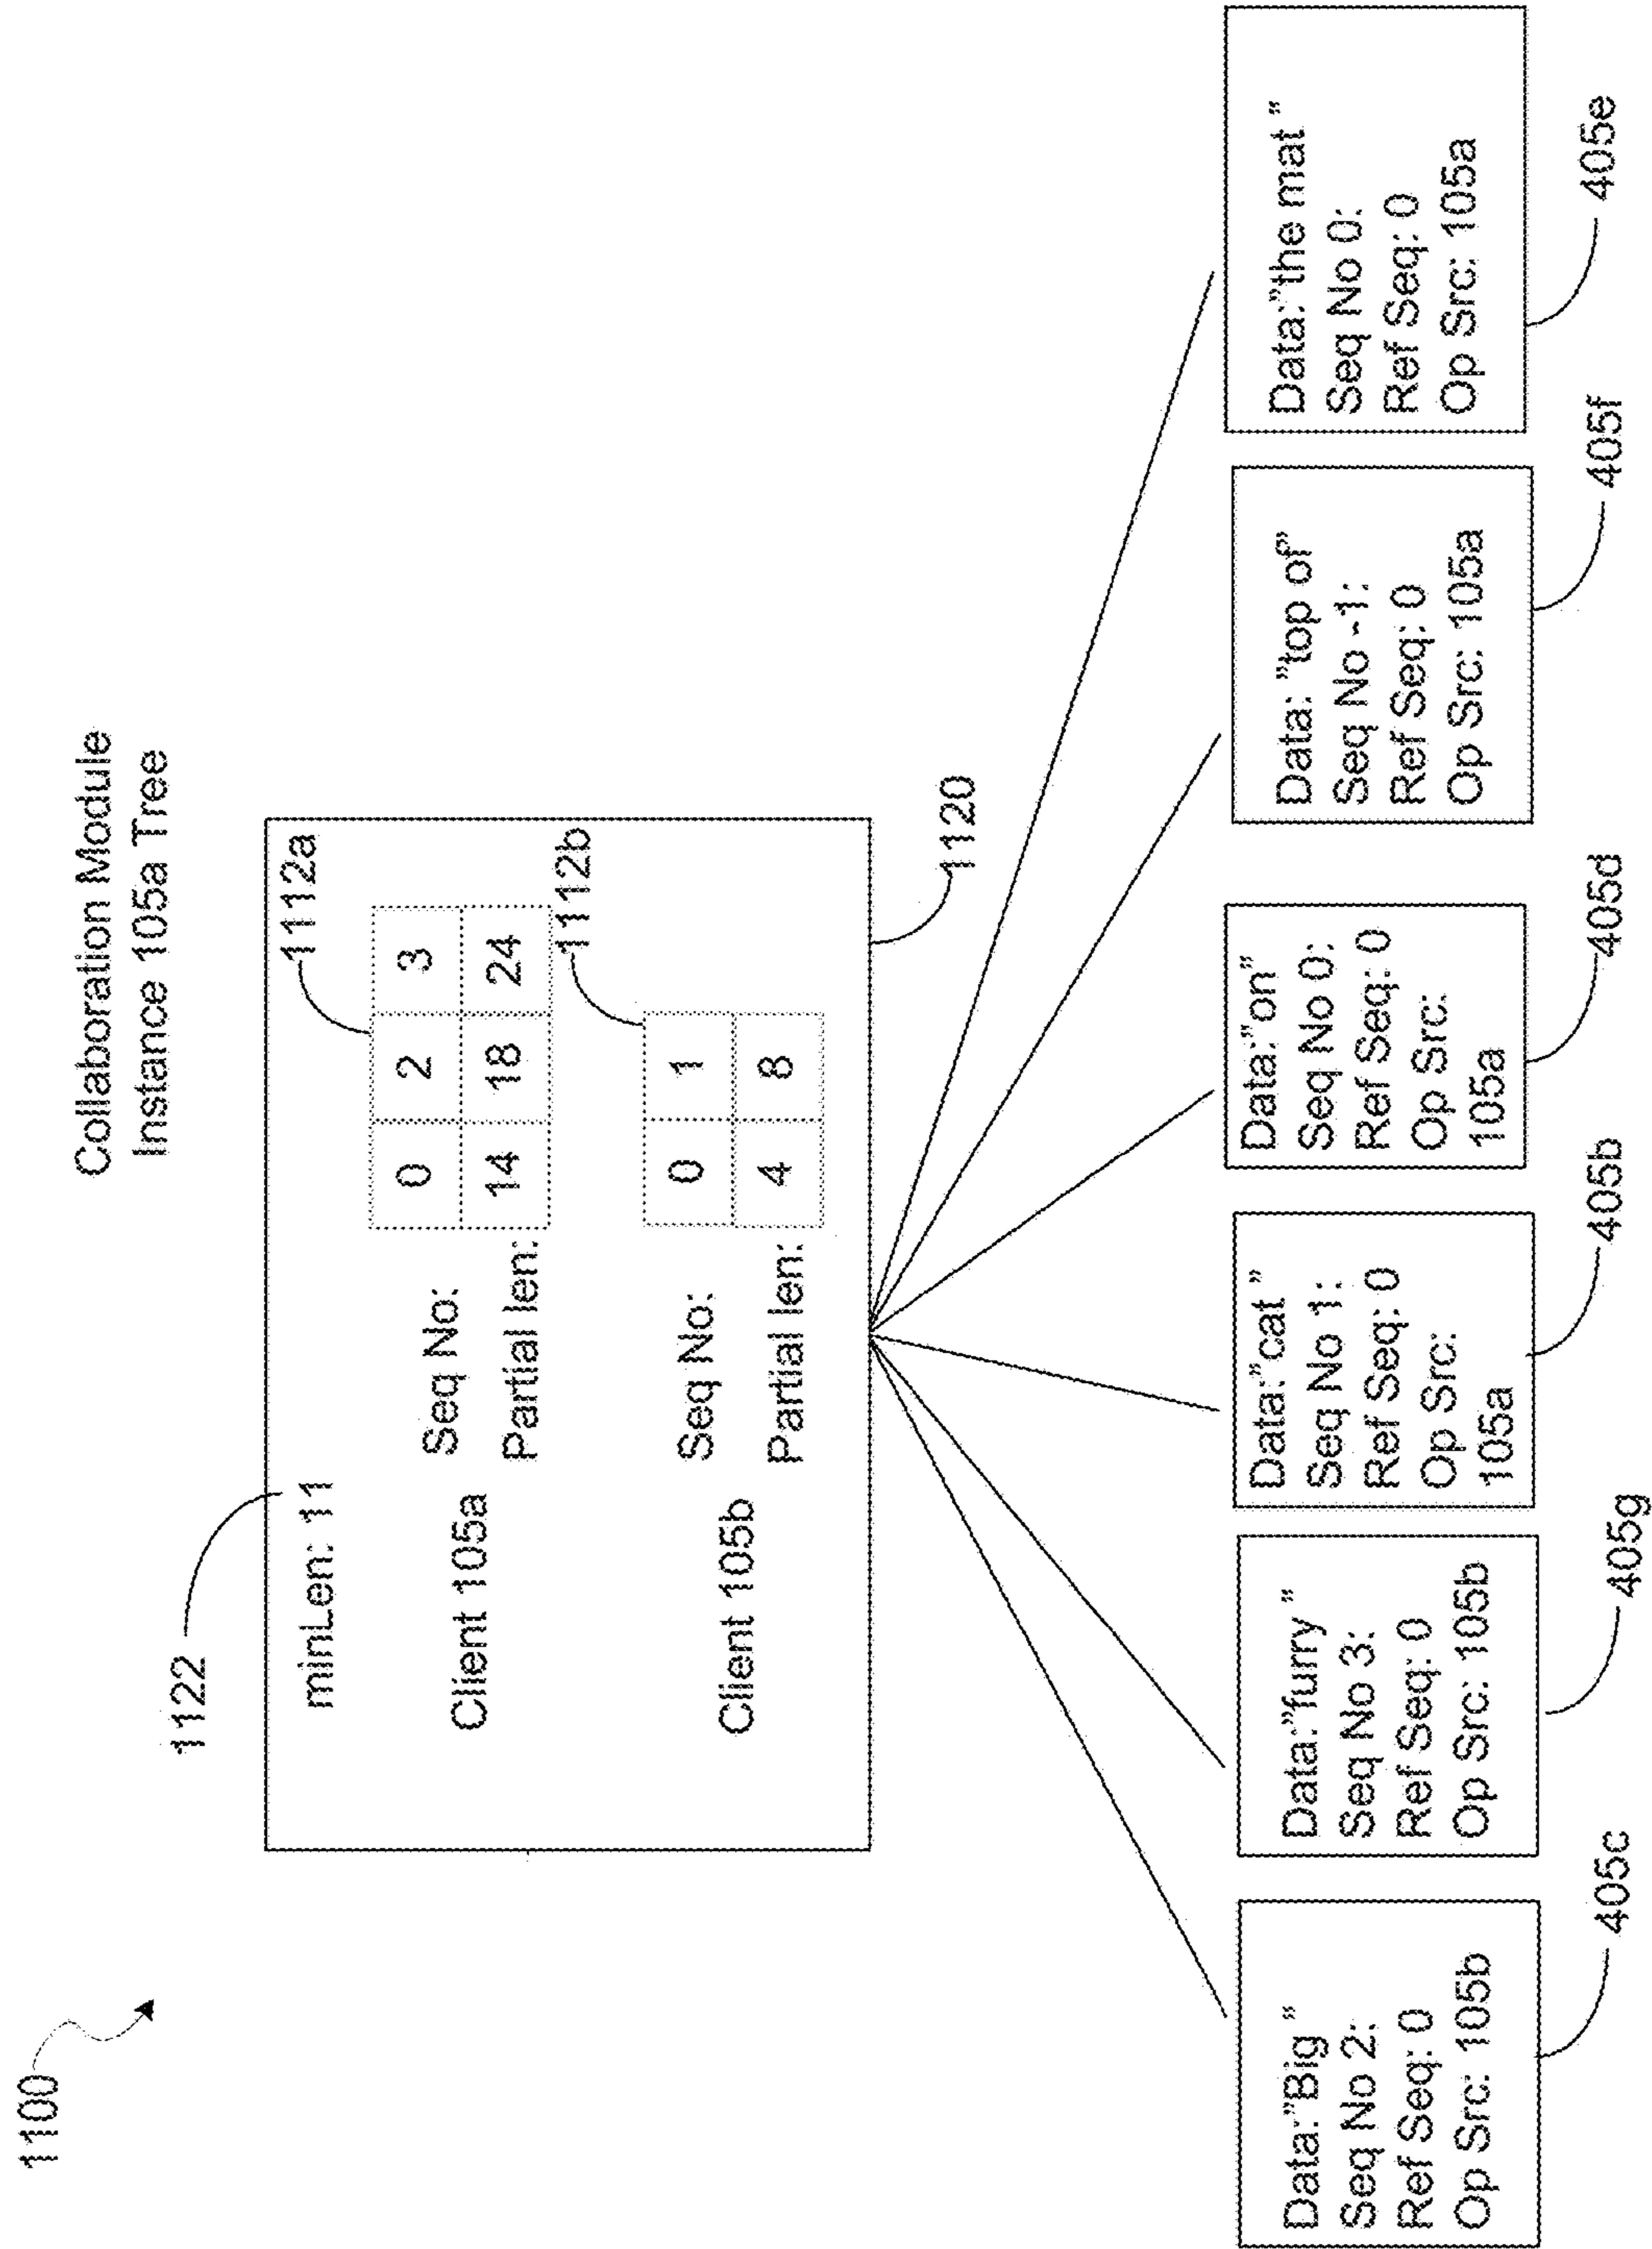 1100
Collaboration Module
Instance 105a Tree
1122
minLen: 11
1112a
Client 105a
Seq No:
0 2 3
Partial len:
14 18 24
1112b
Client 105b
Seq No:
0 1
Partial len:
4 8
1120
Data:"Big "
Seq No 2:
Ref Seq: 0
Op Src: 105b
405c
Data:"furry "
Seq No 3:
Ref Seq: 0
Op Src: 105b
405g
Data:"cat "
Seq No 1:
Ref Seq: 0
Op Src:
105a
405b
Data:"on"
Seq No 0:
Ref Seq: 0
Op Src:
105a
405d
Data: "top of"
Seq No -1:
Ref Seq: 0
Op Src: 105a
405f
Data:"the mat "
Seq No 0:
Ref Seq: 0
Op Src: 105a
405e